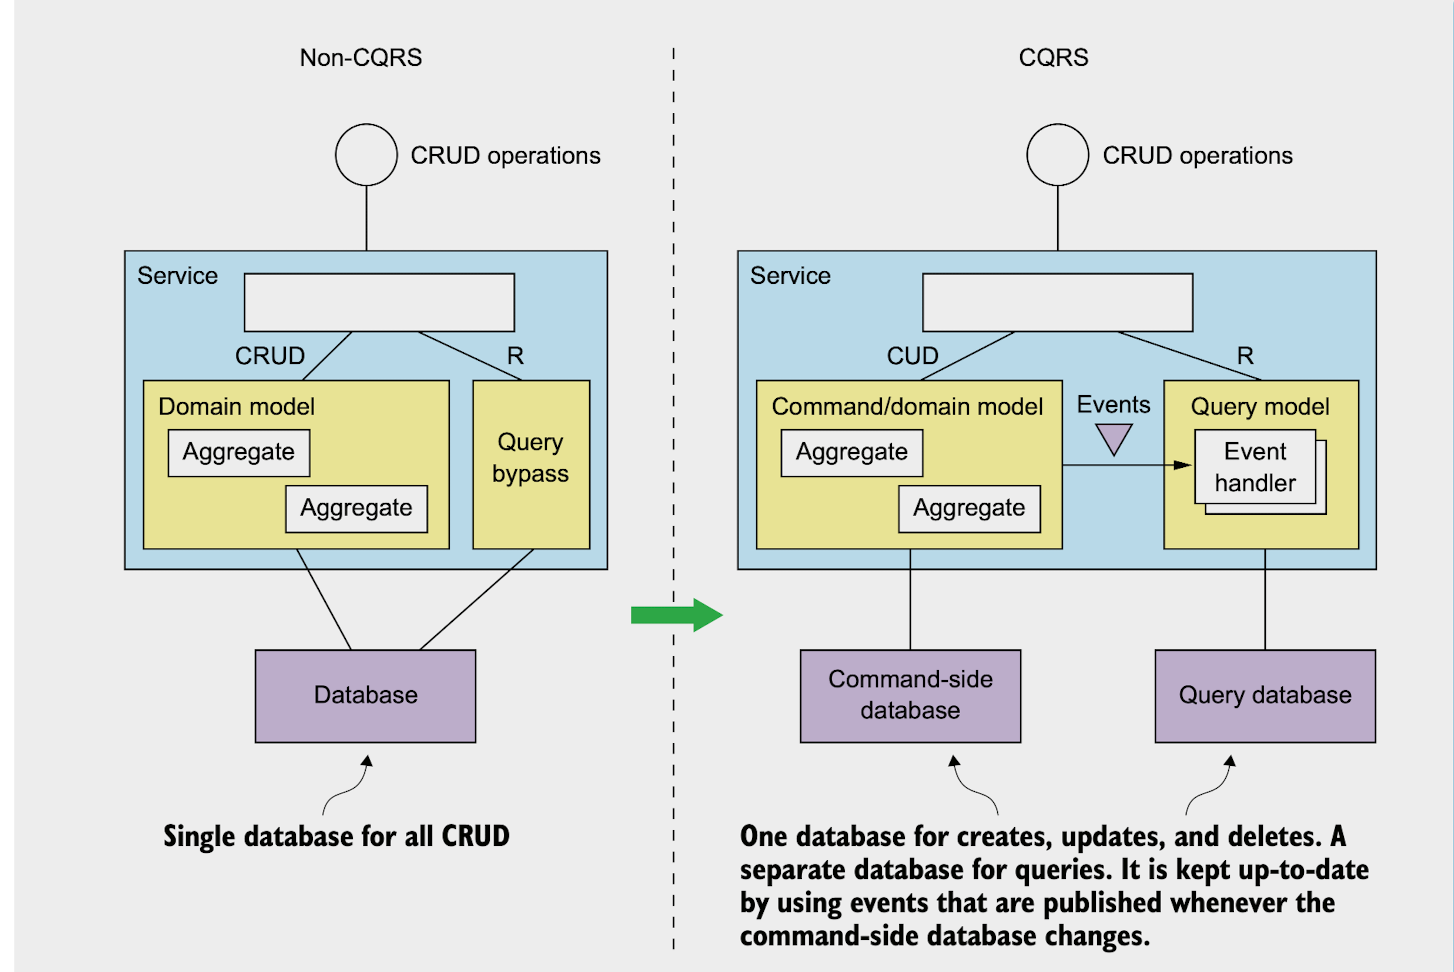 Non-CQRS
CRUD operations
Service
CRUD
R
Domain model
Aggregate
Aggregate
Query
bypass
Database
Single database for all CRUD
CQRS
CRUD operations
Service
CUD
R
Command/domain model
Aggregate
Aggregate
Events
Query model
Event
handler
Command-side
database
Query database
One database for creates, updates, and deletes. A
separate database for queries. It is kept up-to-date
by using events that are published whenever the
command-side database changes.